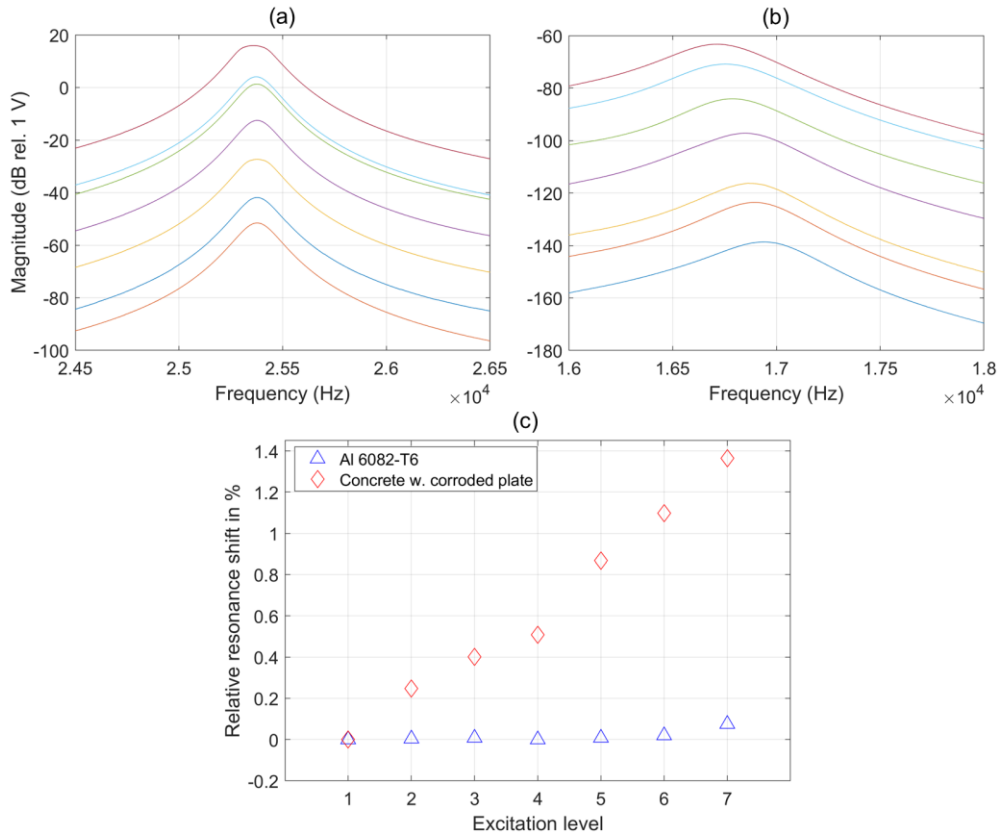 (a)
20
0
-20
-40
-60
-80
-100
Magnitude (dB rel. 1 V)
2.45 2.5 2.55 2.6 2.65
Frequency (Hz)
×10⁴
(b)
-60
-80
-100
-120
-140
-160
-180
1.6 1.65 1.7 1.75 1.8
Frequency (Hz)
×10⁴
(c)
Al 6082-T6
Concrete w. corroded plate
1.4
1.2
1
0.8
0.6
0.4
0.2
0
-0.2
Relative resonance shift in %
1 2 3 4 5 6 7
Excitation level